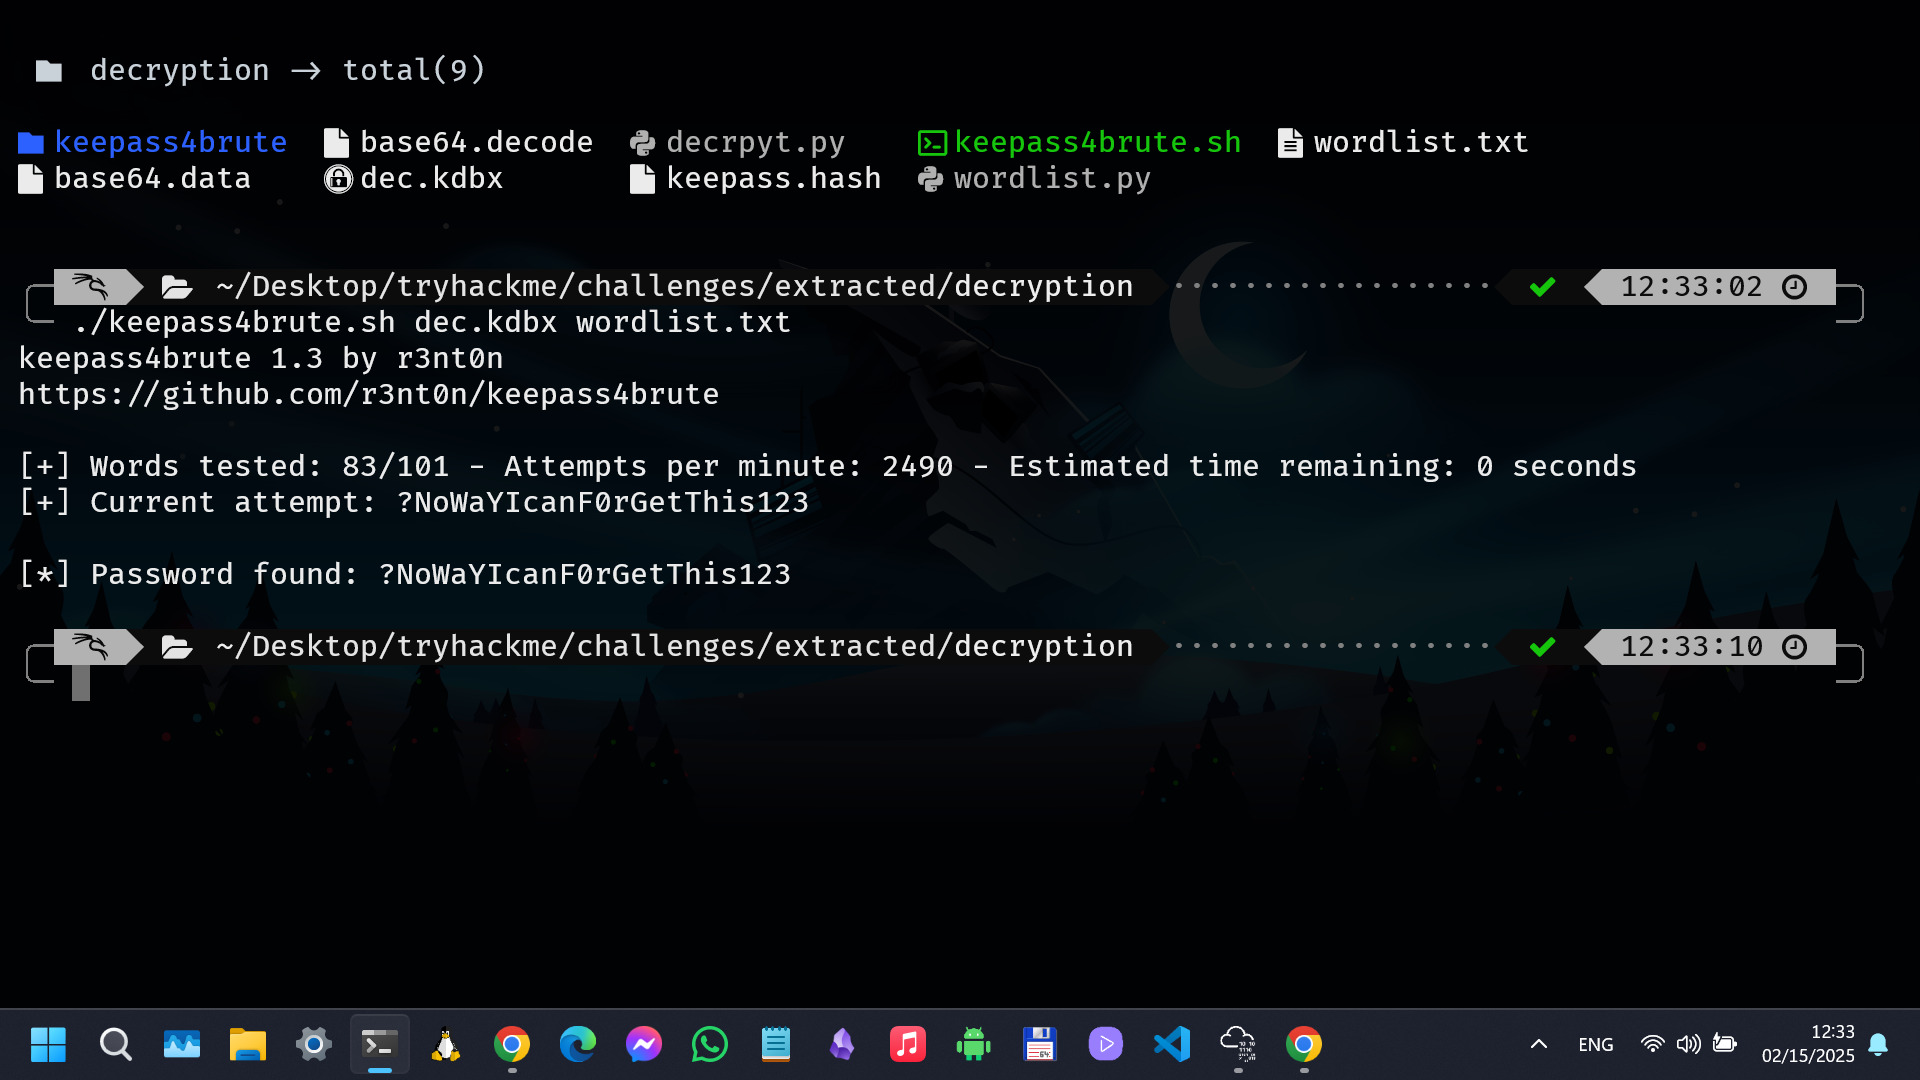 decryption → total(9)
keepass4brute base64.decode decrpyt.py keepass4brute.sh wordlist.txt
base64.data dec.kdbx keepass.hash wordlist.py
~/Desktop/tryhackme/challenges/extracted/decryption 12:33:02
./keepass4brute.sh dec.kdbx wordlist.txt
keepass4brute 1.3 by r3nt0n
https://github.com/r3nt0n/keepass4brute
[+] Words tested: 83/101 - Attempts per minute: 2490 - Estimated time remaining: 0 seconds
[+] Current attempt: ?NoWaYIcanF0rGetThis123
[*] Password found: ?NoWaYIcanF0rGetThis123
~/Desktop/tryhackme/challenges/extracted/decryption 12:33:10
64
ENG
12:33
02/15/2025